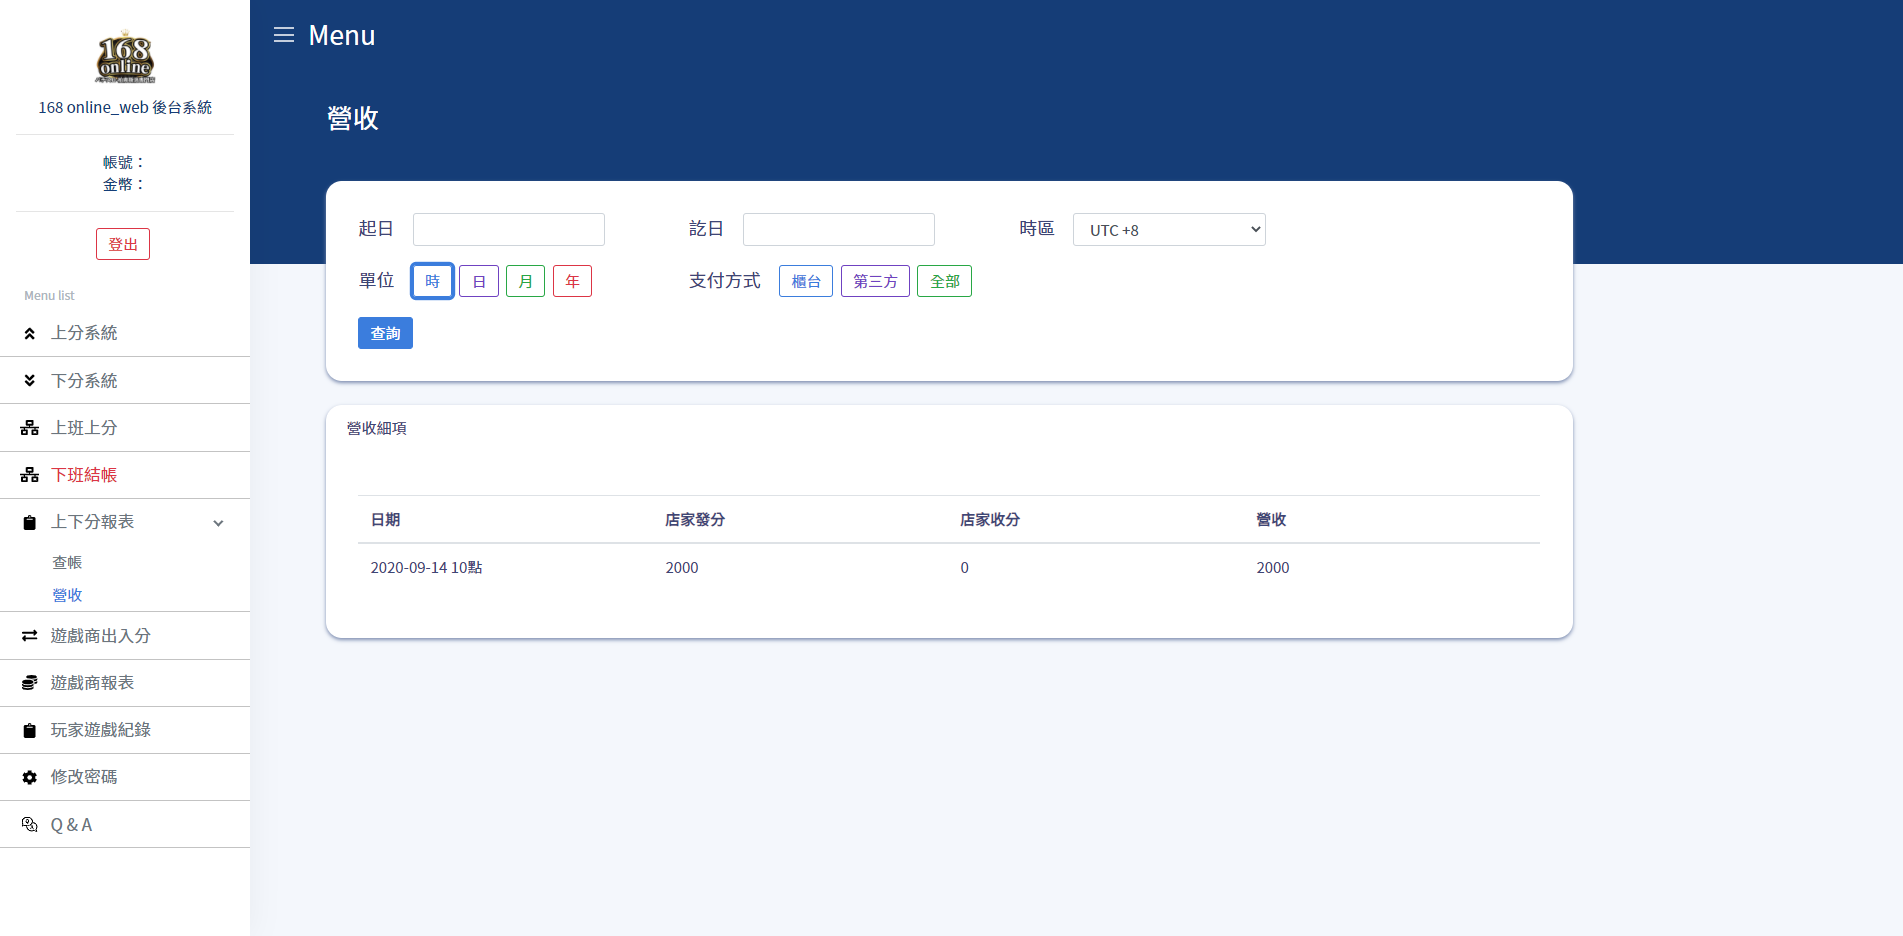 168
online
168 online_web 後台系統
帳號：
金幣：
登出
Menu list
上分系統
下分系統
上班上分
下班結帳
上下分報表
查帳
營收
遊戲商出入分
遊戲商報表
玩家遊戲紀錄
修改密碼
Q & A
Menu
營收
起日 訖日 時區 UTC +8
單位 時 日 月 年 支付方式 櫃台 第三方 全部
查詢
營收細項
日期 店家發分 店家收分 營收
2020-09-14 10點 2000 0 2000